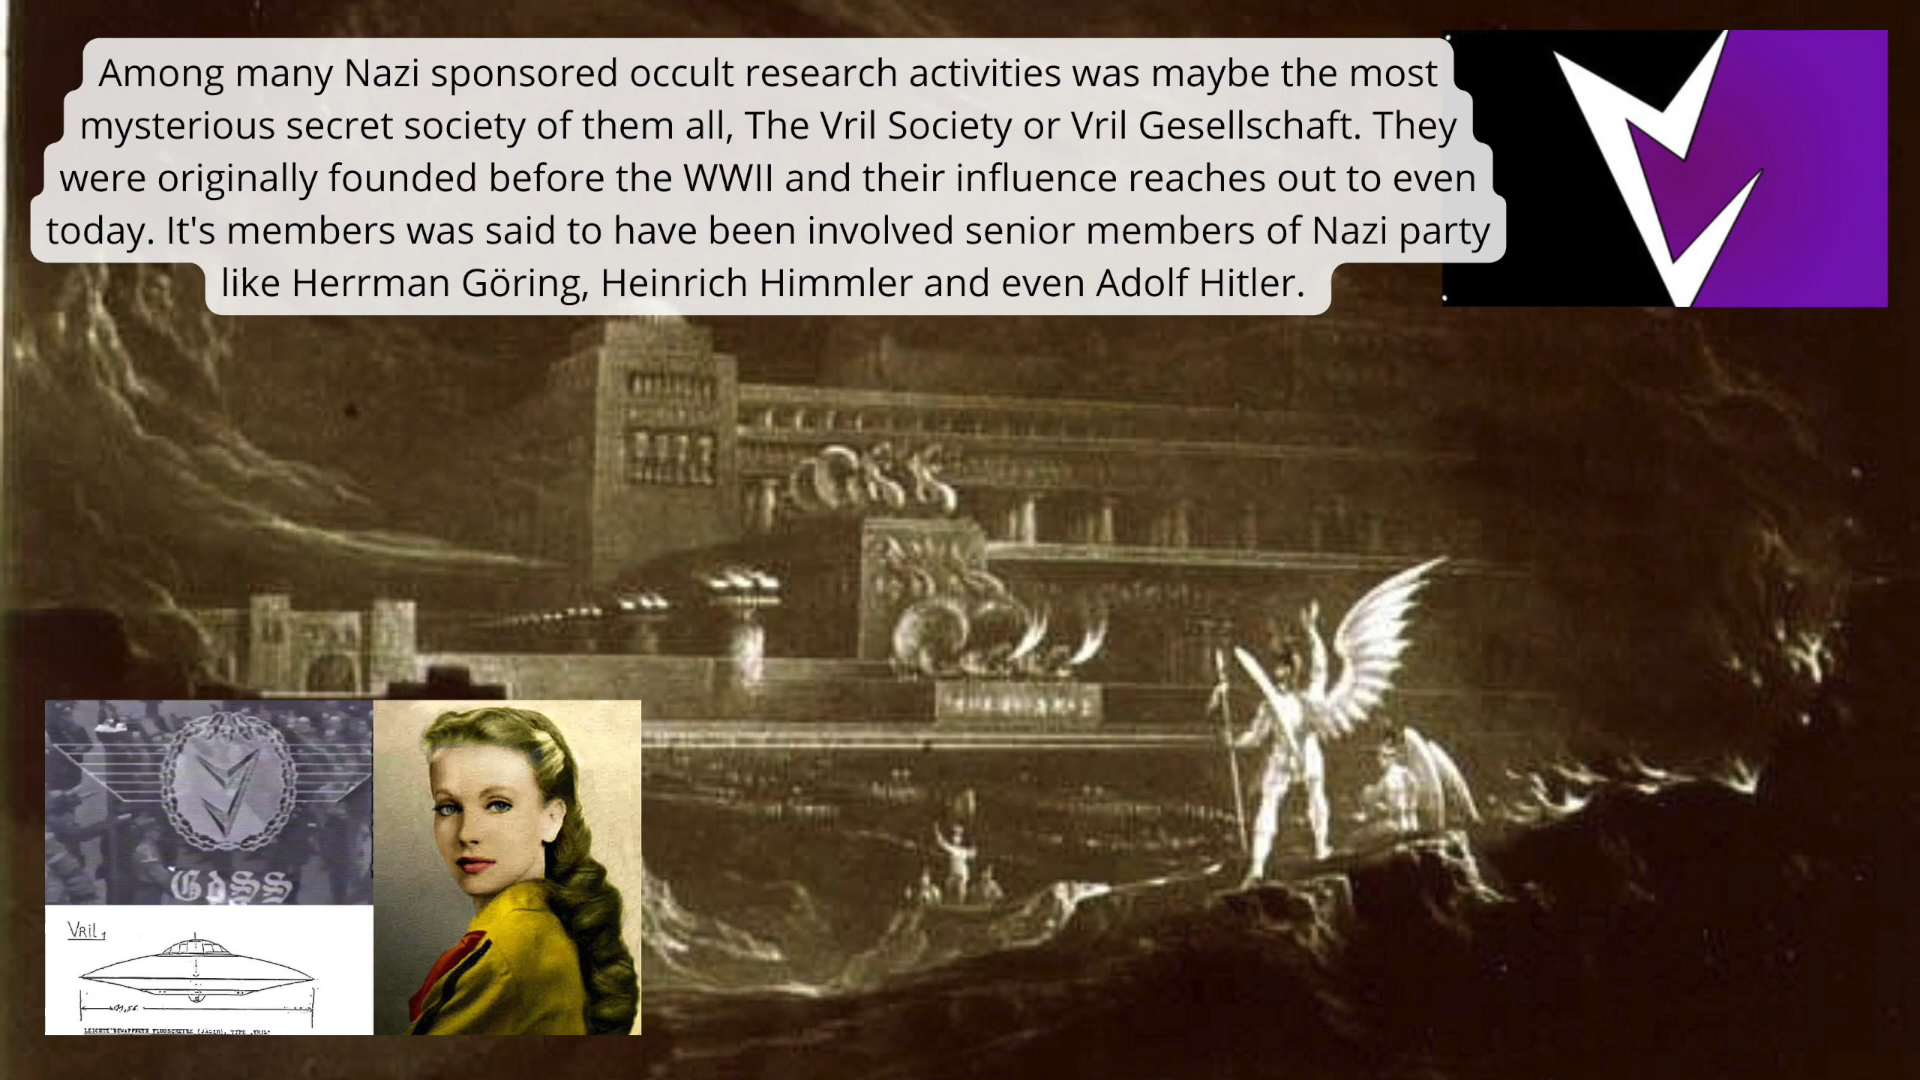 Among many Nazi sponsored occult research activities was maybe the most
mysterious secret society of them all, The Vril Society or Vril Gesellschaft. They
were originally founded before the WWII and their influence reaches out to even
today. It's members was said to have been involved senior members of Nazi party
like Herrman Göring, Heinrich Himmler and even Adolf Hitler.
GdSS
Vril 1